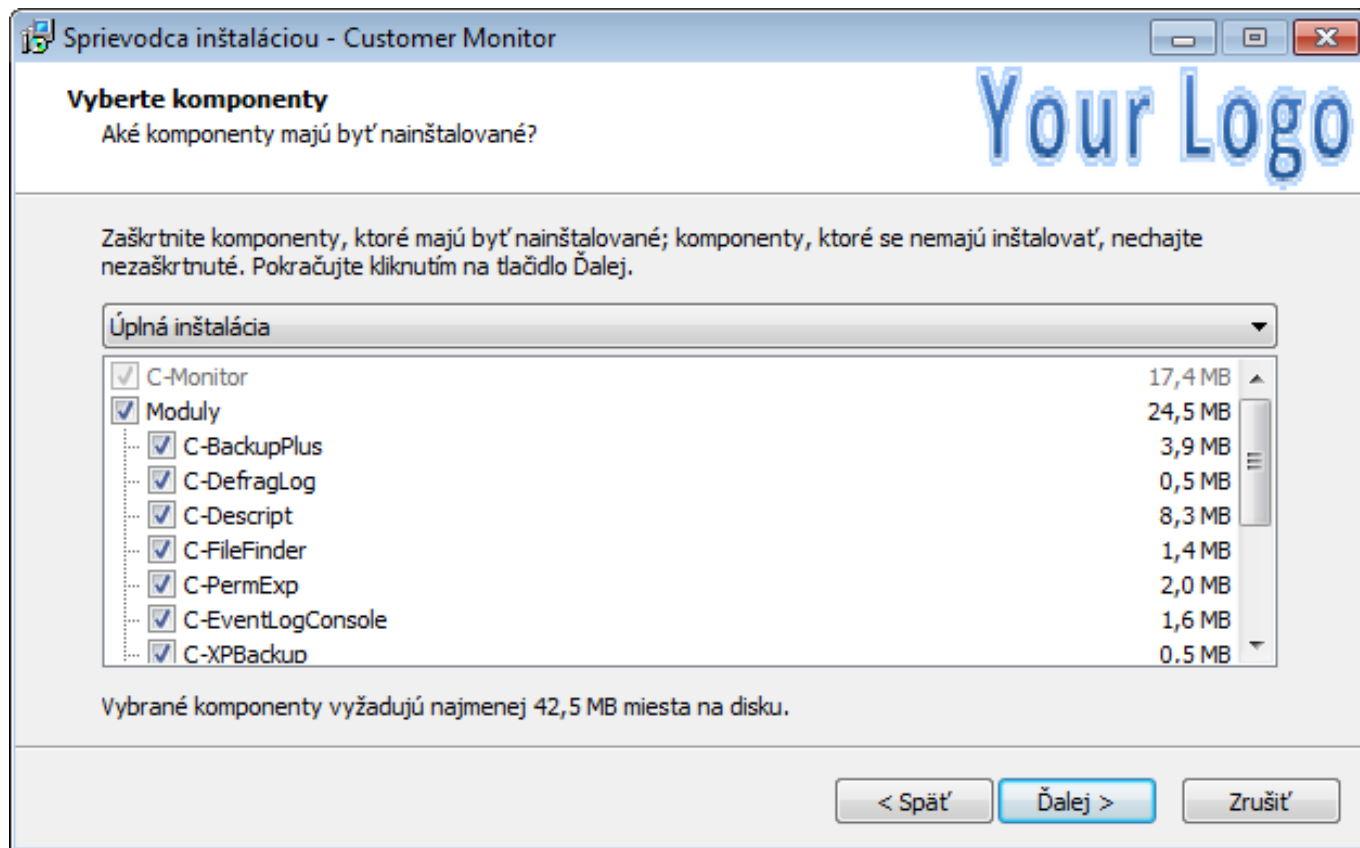 Sprievodca inštaláciou - Customer Monitor
Vyberte komponenty
Aké komponenty majú byť nainštalované?
Your Logo
Zaškrtnite komponenty, ktoré majú byť nainštalované; komponenty, ktoré se nemajú inštalovať, nechajte
nezaškrtnuté. Pokračujte kliknutím na tlačidlo Ďalej.
Úplná inštalácia
C-Monitor 17,4 MB
Moduly 24,5 MB
C-BackupPlus 3,9 MB
C-DefragLog 0,5 MB
C-Descript 8,3 MB
C-FileFinder 1,4 MB
C-PermExp 2,0 MB
C-EventLogConsole 1,6 MB
C-XPBackup 0,5 MB
Vybrané komponenty vyžadujú najmenej 42,5 MB miesta na disku.
< Späť Ďalej > Zrušiť